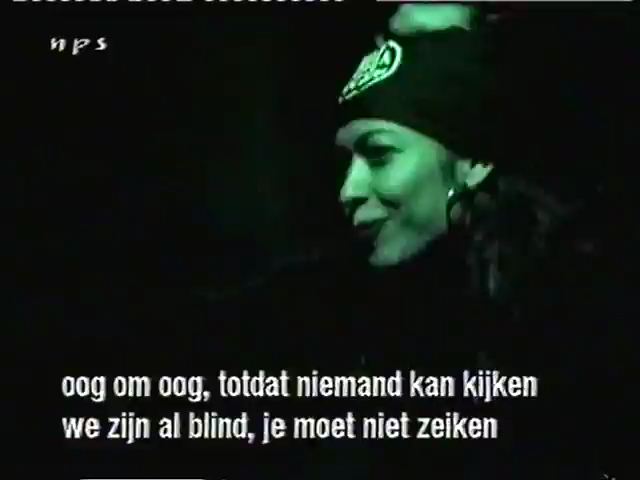 nps
oog om oog, totdat niemand kan kijken
we zijn al blind, je moet niet zeiken